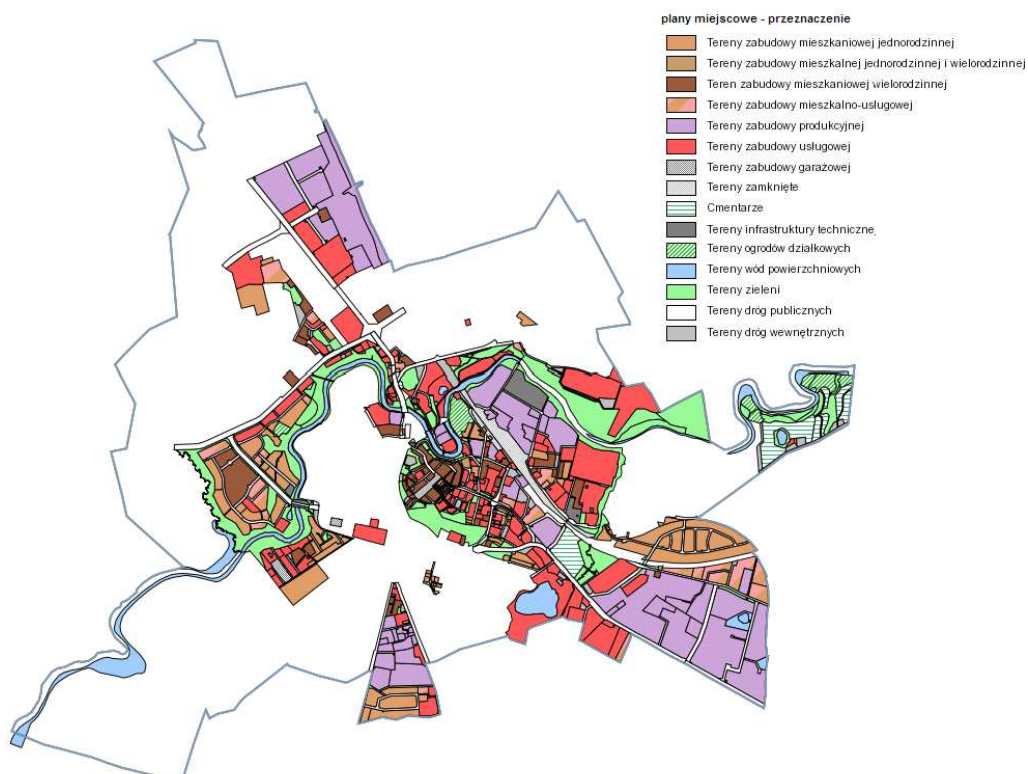 plany miejscowe - przeznaczenie
Tereny zabudowy mieszkaniowej jednorodzinnej
Tereny zabudowy mieszkalnej jednorodzinnej i wielorodzinnej
Teren zabudowy mieszkaniowej wielorodzinnej
Tereny zabudowy mieszkalno-usługowej
Tereny zabudowy produkcyjnej
Tereny zabudowy usługowej
Tereny zabudowy garażowej
Tereny zamknięte
Cmentarze
Tereny infrastruktury techniczne
Tereny ogrodów działkowych
Tereny wód powierzchniowych
Tereny zieleni
Tereny dróg publicznych
Tereny dróg wewnętrznych